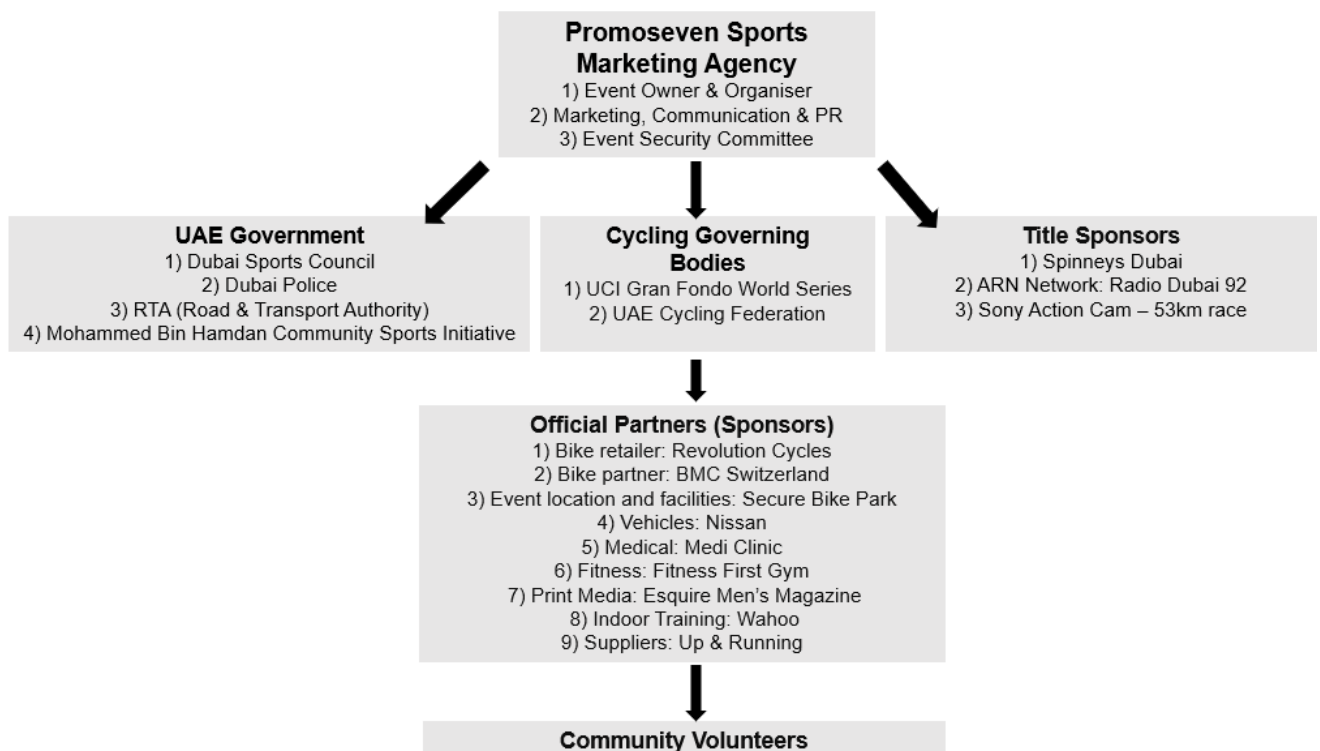 Promoseven Sports
Marketing Agency
1) Event Owner & Organiser
2) Marketing, Communication & PR
3) Event Security Committee
UAE Government
1) Dubai Sports Council
2) Dubai Police
3) RTA (Road & Transport Authority)
4) Mohammed Bin Hamdan Community Sports Initiative
Cycling Governing
Bodies
1) UCI Gran Fondo World Series
2) UAE Cycling Federation
Title Sponsors
1) Spinneys Dubai
2) ARN Network: Radio Dubai 92
3) Sony Action Cam – 53km race
Official Partners (Sponsors)
1) Bike retailer: Revolution Cycles
2) Bike partner: BMC Switzerland
3) Event location and facilities: Secure Bike Park
4) Vehicles: Nissan
5) Medical: Medi Clinic
6) Fitness: Fitness First Gym
7) Print Media: Esquire Men’s Magazine
8) Indoor Training: Wahoo
9) Suppliers: Up & Running
Community Volunteers